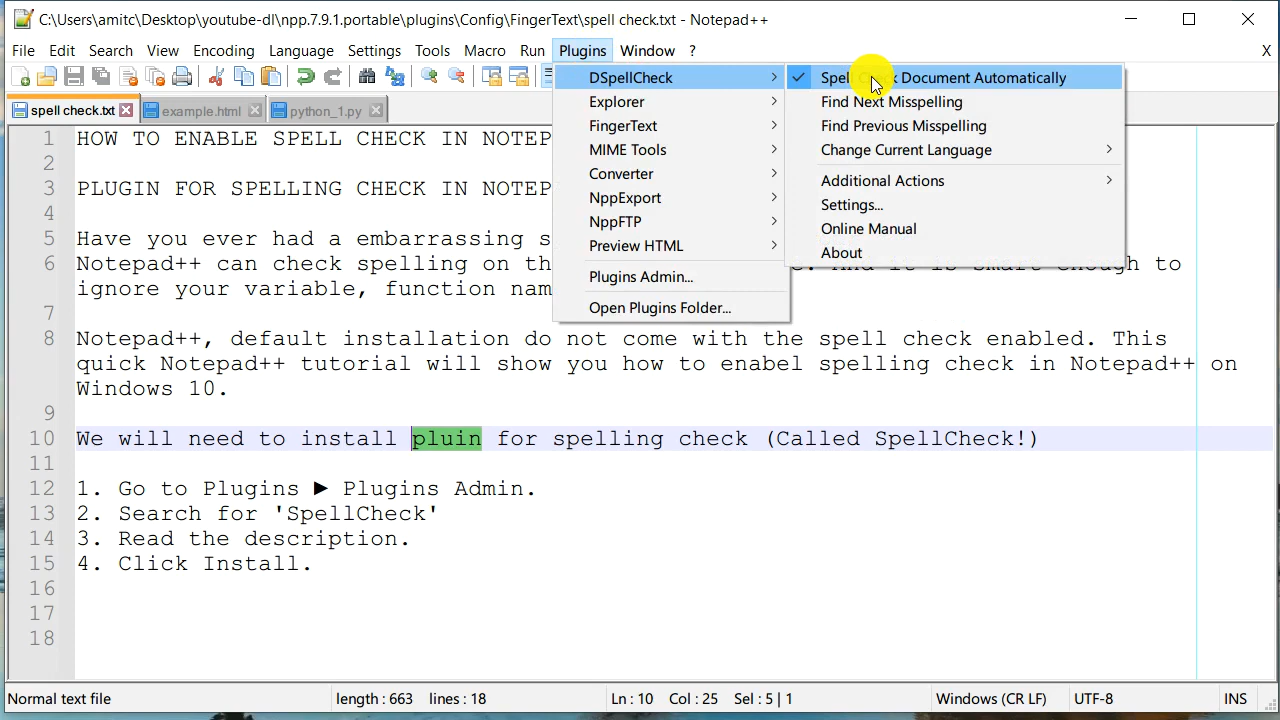 C:\Users\amitc\Desktop\youtube-dl\npp.7.9.1.portable\plugins\Config\FingerText\spell check.txt - Notepad++
File Edit Search View Encoding Language Settings Tools Macro Run Plugins Window ? X
spell check.txt example.html python_1.py
DSpellCheck
Explorer
FingerText
MIME Tools
Converter
NppExport
NppFTP
Preview HTML
Plugins Admin...
Open Plugins Folder...
Document Automatically
Find Next Misspelling
Find Previous Misspelling
Change Current Language
Additional Actions
Settings...
Online Manual
About
1 HOW TO ENABLE SPELL CHECK IN NOTEP
2
3 PLUGIN FOR SPELLING CHECK IN NOTEP
4
5 Have you ever had a embarrassing s
6 Notepad++ can check spelling on th And it is smart enough to
ignore your variable, function nam
7
8 Notepad++, default installation do not come with the spell check enabled. This
quick Notepad++ tutorial will show you how to enabel spelling check in Notepad++ on
Windows 10.
9
10 We will need to install pluin for spelling check (Called SpellCheck!)
11
12 1. Go to Plugins ► Plugins Admin.
13 2. Search for 'SpellCheck'
14 3. Read the description.
15 4. Click Install.
16
17
18
Normal text file length : 663 lines : 18 Ln : 10 Col : 25 Sel : 5 | 1 Windows (CR LF) UTF-8 INS